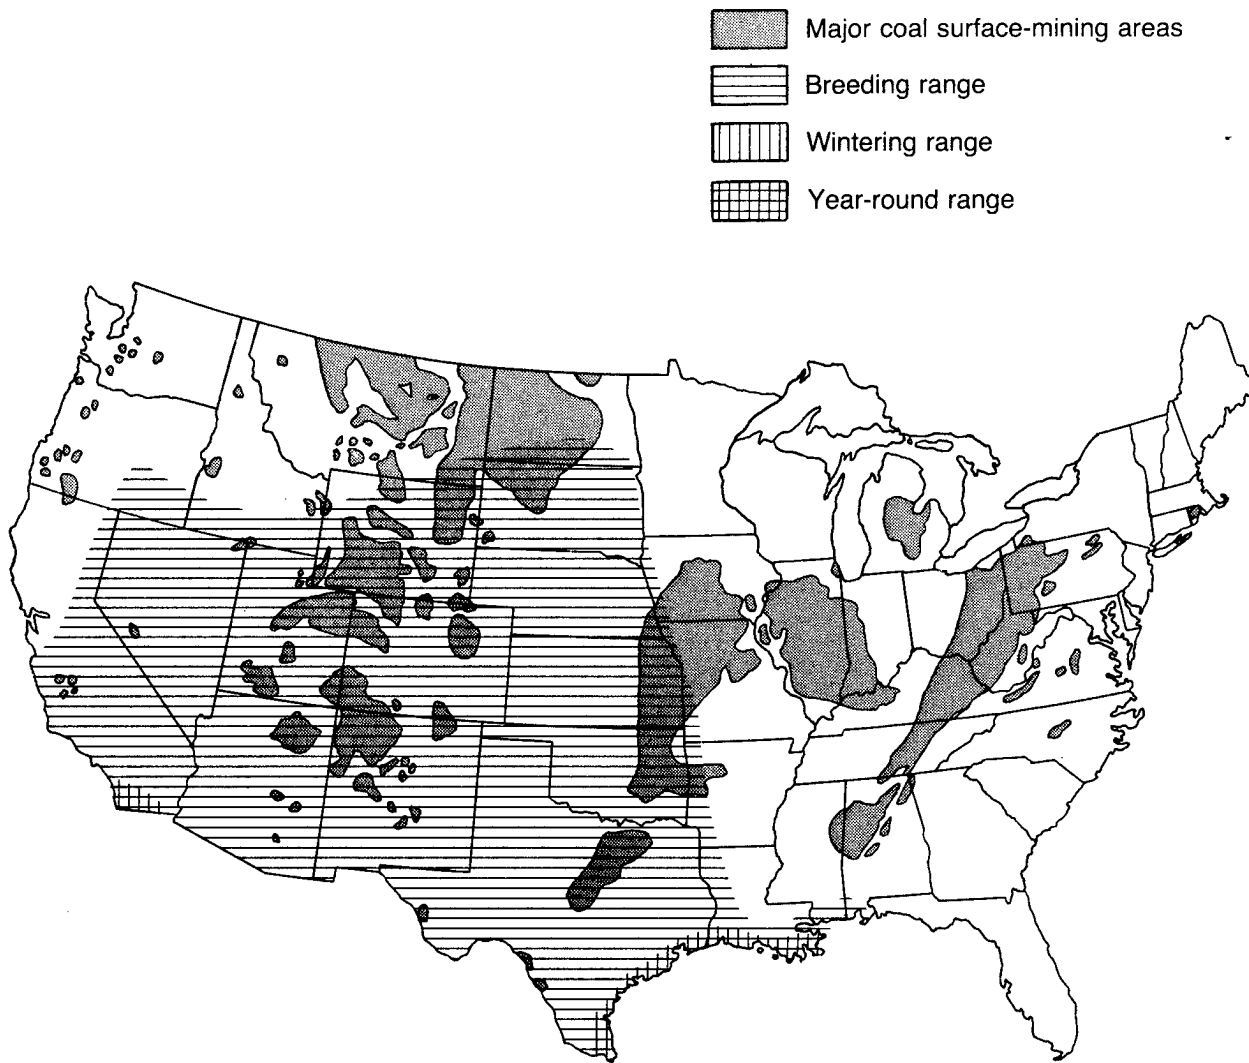 Major coal surface-mining areas
Breeding range
Wintering range
Year-round range